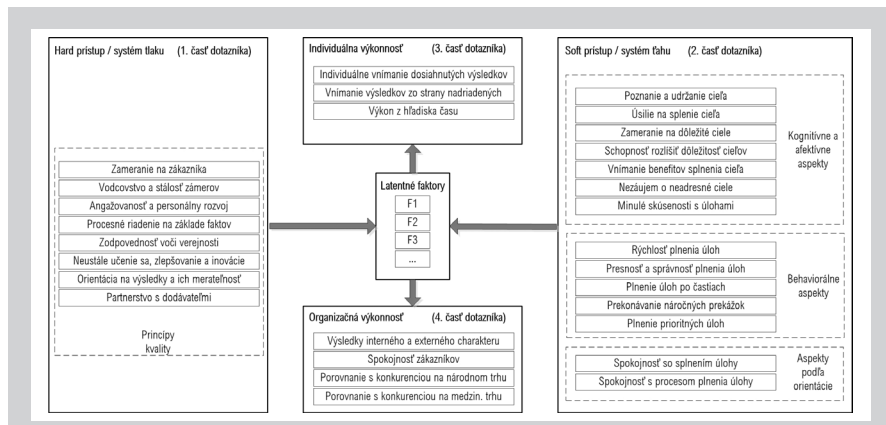 Hard prístup / systém tlaku (1. časť dotazníka)
Zameranie na zákazníka
Vodcovstvo a stálosť zámerov
Angažovanosť a personálny rozvoj
Procesné riadenie na základe faktov
Zodpovednosť voči verejnosti
Neustále učenie sa, zlepšovanie a inovácie
Orientácia na výsledky a ich merateľnosť
Partnerstvo s dodávateľmi
Princípy
kvality
Individuálna výkonnosť (3. časť dotazníka)
Individuálne vnímanie dosiahnutých výsledkov
Vnímanie výsledkov zo strany nadriadených
Výkon z hľadiska času
Latentné faktory
F1
F2
F3
...
Organizačná výkonnosť (4. časť dotazníka)
Výsledky interného a externého charakteru
Spokojnosť zákazníkov
Porovnanie s konkurenciou na národnom trhu
Porovnanie s konkurenciou na medzin. trhu
Soft prístup / systém ťahu (2. časť dotazníka)
Poznanie a udržanie cieľa
Úsilie na splenie cieľa
Zameranie na dôležité ciele
Schopnosť rozlíšiť dôležitosť cieľov
Vnímanie benefitov splnenia cieľa
Nezáujem o neadresné ciele
Minulé skúsenosti s úlohami
Kognitívne a
afektívne
aspekty
Rýchlosť plnenia úloh
Presnosť a správnosť plnenia úloh
Plnenie úloh po častiach
Prekonávanie náročných prekážok
Plnenie prioritných úloh
Behaviorálne
aspekty
Spokojnosť so splnením úlohy
Spokojnosť s procesom plnenia úlohy
Aspekty
podľa
orientácie